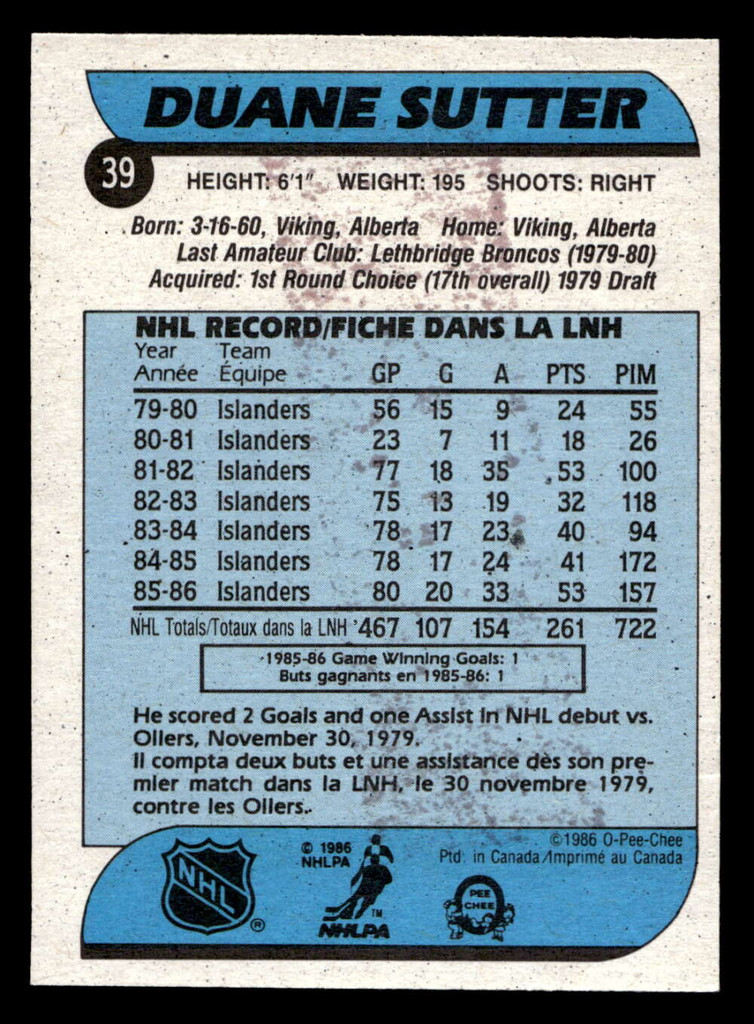 DUANE SUTTER
39
HEIGHT: 6'1" WEIGHT: 195 SHOOTS: RIGHT
Born: 3-16-60, Viking, Alberta Home: Viking, Alberta
Last Amateur Club: Lethbridge Broncos (1979-80)
Acquired: 1st Round Choice (17th overall) 1979 Draft
NHL RECORD/FICHE DANS LA LNH
Year Team
Année Équipe GP G A PTS PIM
79-80 Islanders 56 15 9 24 55
80-81 Islanders 23 7 11 18 26
81-82 Islanders 77 18 35 53 100
82-83 Islanders 75 13 19 32 118
83-84 Islanders 78 17 23 40 94
84-85 Islanders 78 17 24 41 172
85-86 Islanders 80 20 33 53 157
NHL Totals/Totaux dans la LNH 467 107 154 261 722
1985-86 Game Winning Goals: 1
Buts gagnants en 1985-86: 1
He scored 2 Goals and one Assist in NHL debut vs.
Oilers, November 30, 1979.
Il compta deux buts et une assistance dès son pre-
mier match dans la LNH, le 30 novembre 1979,
contre les Oilers.
©1986 O-Pee-Chee
Ptd. in Canada/Imprimé au Canada
© 1986
NHLPA
NHL
®
TM
NHLPA
PEE
CHEE